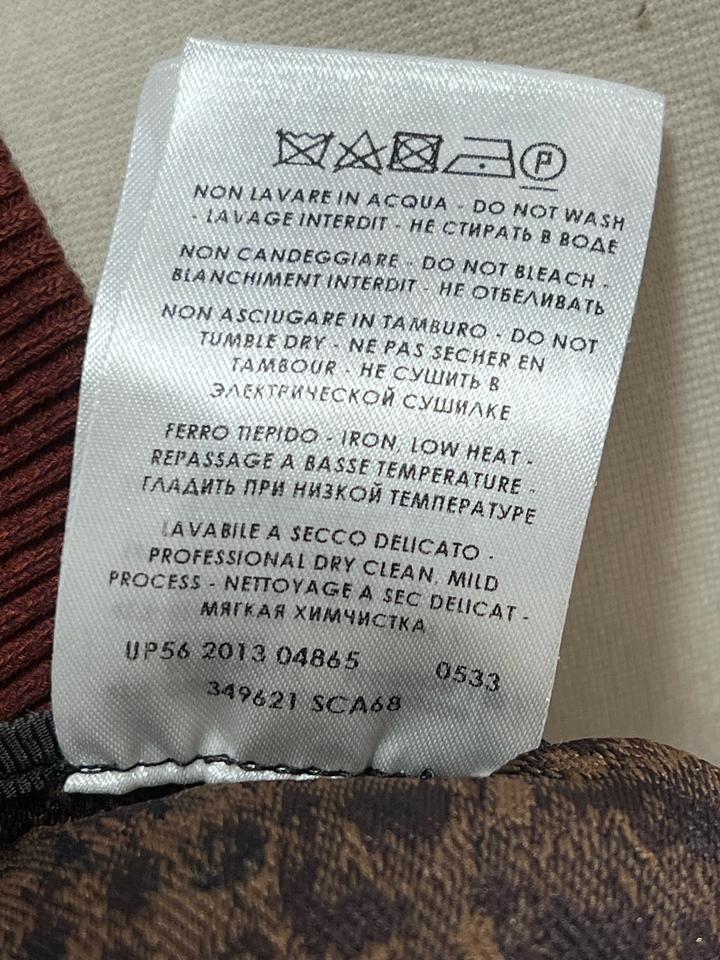 P
NON LAVARE IN ACQUA - DO NOT WASH
- LAVAGE INTERDIT - НЕ СТИРАТЬ В ВОДЕ
NON CANDEGGIARE - DO NOT BLEACH -
BLANCHIMENT INTERDIT - НЕ ОТБЕЛИВАТЬ
NON ASCIUGARE IN TAMBURO - DO NOT
TUMBLE DRY - NE PAS SECHER EN
TAMBOUR - НЕ СУШИТЬ В
ЭЛЕКТРИЧЕСКОЙ СУШИЛКЕ
FERRO TIEPIDO - IRON, LOW HEAT -
REPASSAGE A BASSE TEMPERATURE -
ГЛАДИТЬ ПРИ НИЗКОЙ ТЕМПЕРАТУРЕ
LAVABILE A SECCO DELICATO -
PROFESSIONAL DRY CLEAN, MILD
PROCESS - NETTOYAGE A SEC DELICAT -
МЯГКАЯ ХИМЧИСТКА
UP56 2013 04865 0533
349621 SCA68